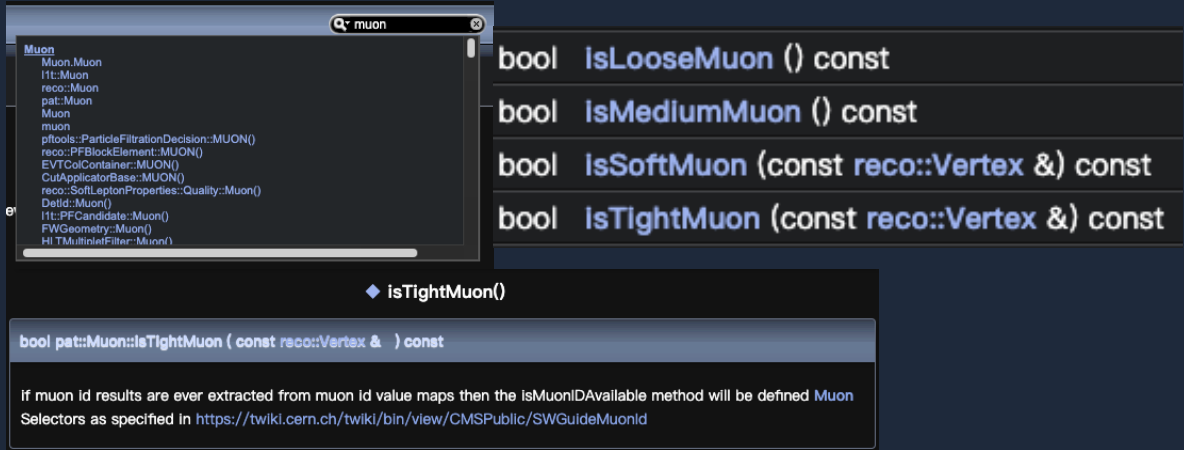 muon
Muon
Muon.Muon
l1t::Muon
reco::Muon
pat::Muon
Muon
muon
pftools::ParticleFiltrationDecision::MUON()
reco::PFBlockElement::MUON()
EVTColContainer::MUON()
CutApplicatorBase::MUON()
reco::SoftLeptonProperties::Quality::Muon()
DetId::Muon()
l1t::PFCandidate::Muon()
FWGeometry::Muon()
HLTMultipletFilter::Muon()
bool isLooseMuon () const
bool isMediumMuon () const
bool isSoftMuon (const reco::Vertex &) const
bool isTightMuon (const reco::Vertex &) const
◆ isTightMuon()
bool pat::Muon::isTightMuon ( const reco::Vertex & ) const
if muon id results are ever extracted from muon id value maps then the isMuonIDAvailable method will be defined Muon
Selectors as specified in https://twiki.cern.ch/twiki/bin/view/CMSPublic/SWGuideMuonId